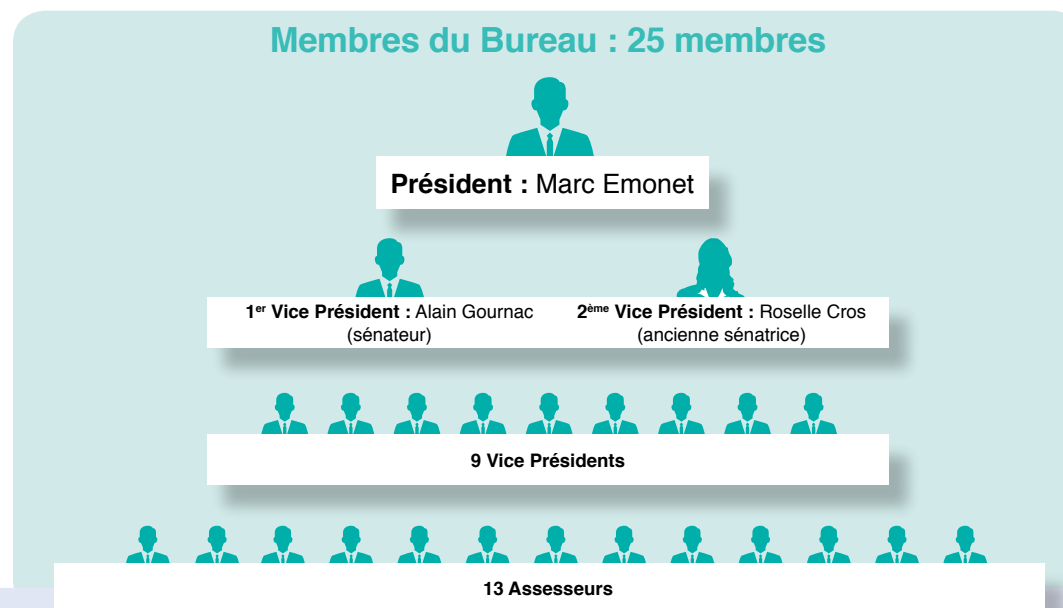 Membres du Bureau : 25 membres
Président : Marc Emonet
1er Vice Président : Alain Gournac
(sénateur)
2ème Vice Président : Roselle Cros
(ancienne sénatrice)
9 Vice Présidents
13 Assesseurs